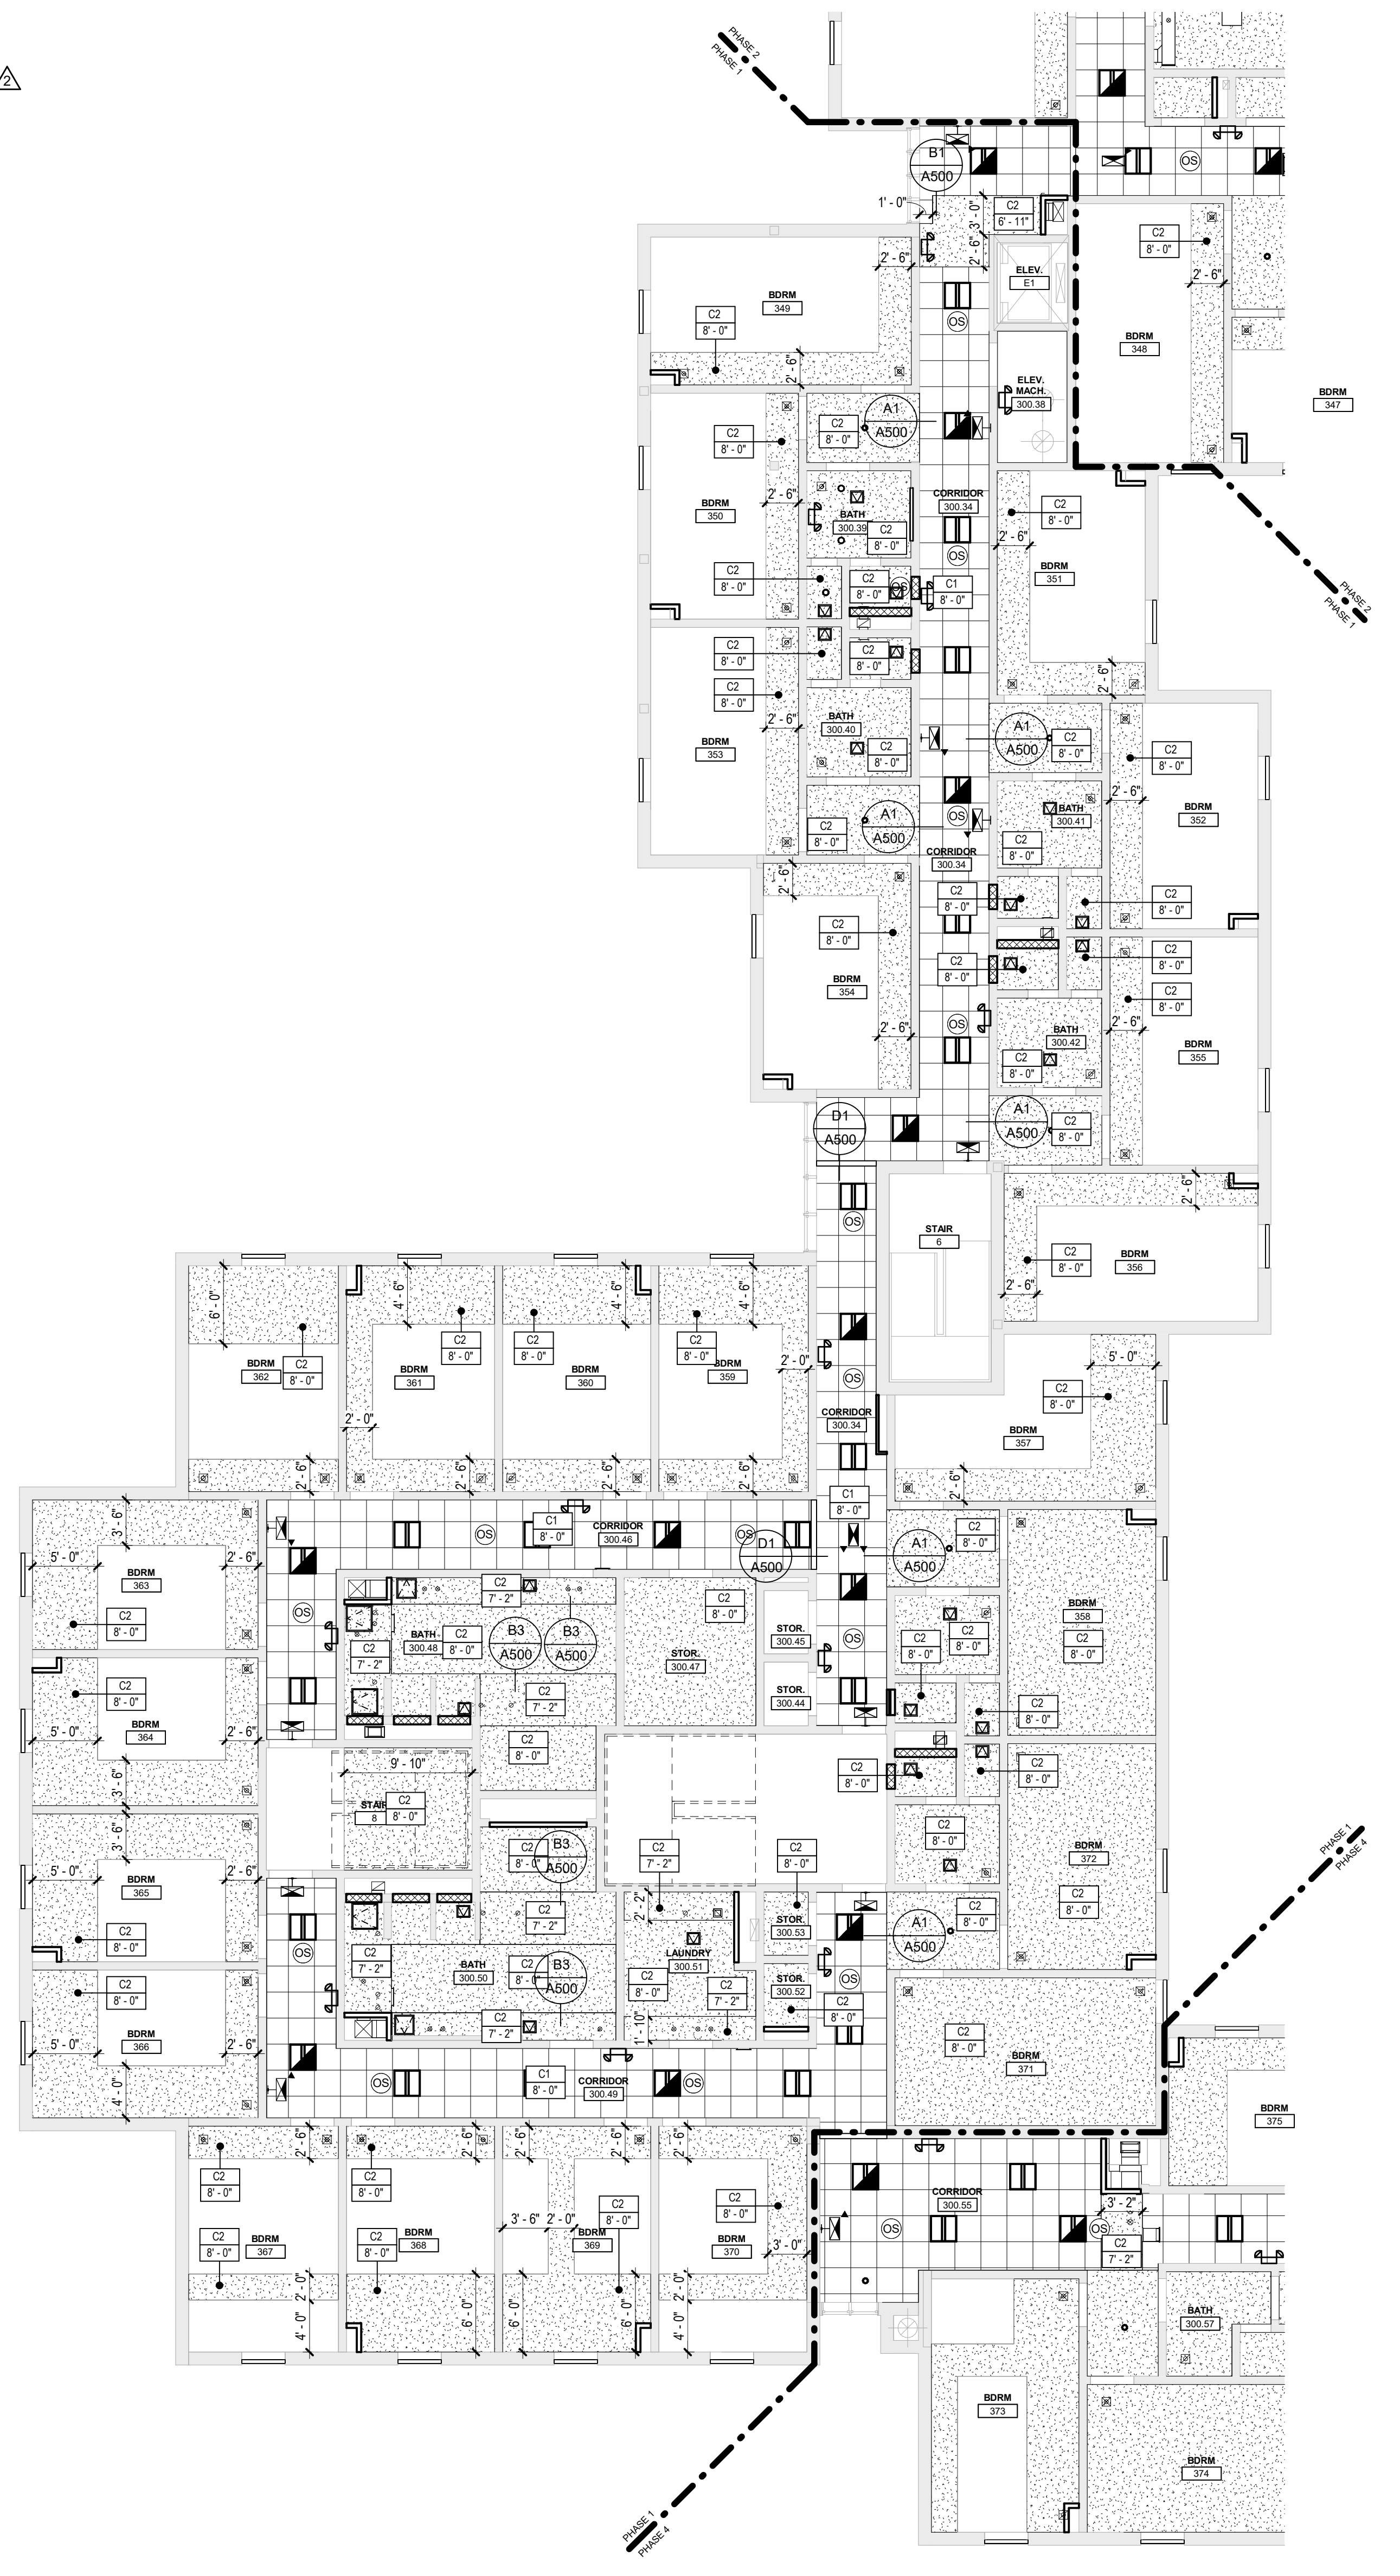 2
PHASE 2
PHASE 1
B1
A500
OS
1' - 0"
C2
6' - 11"
3' - 0"
2' - 6"
ELEV.
E1
C2
8' - 0"
2' - 6"
BDRM
349
2' - 6"
C2
8' - 0"
2' - 6"
OS
BDRM
348
ELEV.
MACH.
300.38
BDRM
347
C2
8' - 0"
C2
8' - 0"
A1
A500
2' - 6"
BDRM
350
BATH
300.39
C2
8' - 0"
CORRIDOR
300.34
OS
C2
8' - 0"
2' - 6"
BDRM
351
C2
8' - 0"
C2
8' - 0"
OS
C1
8' - 0"
PHASE 2
PHASE 1
C2
8' - 0"
C2
8' - 0"
C2
8' - 0"
2' - 6"
2' - 6"
BDRM
353
BATH
300.40
C2
8' - 0"
A1
A500
C2
8' - 0"
C2
8' - 0"
2' - 6"
BDRM
352
BATH
300.41
C2
8' - 0"
C2
8' - 0"
A1
A500
OS
CORRIDOR
300.34
2' - 6"
C2
8' - 0"
C2
8' - 0"
C2
8' - 0"
C2
8' - 0"
C2
8' - 0"
BDRM
354
C2
8' - 0"
2' - 6"
OS
BATH
300.42
C2
8' - 0"
2' - 6"
BDRM
355
D1
A500
A1
A500
C2
8' - 0"
OS
STAIR
6
2' - 6"
C2
8' - 0"
BDRM
356
2' - 6"
6' - 0"
4' - 6"
4' - 6"
4' - 6"
C2
8' - 0"
C2
8' - 0"
C2
8' - 0"
C2
8' - 0"
BDRM
362
BDRM
361
BDRM
360
BDRM
359
2' - 0"
2' - 0"
2' - 6"
2' - 6"
2' - 6"
OS
CORRIDOR
300.34
5' - 0"
C2
8' - 0"
BDRM
357
2' - 6"
C1
8' - 0"
3' - 6"
5' - 0"
2' - 6"
BDRM
363
C2
8' - 0"
OS
C1
8' - 0"
CORRIDOR
300.46
OS
D1
A500
A1
A500
C2
8' - 0"
OS
C2
7' - 2"
BATH
300.48
C2
8' - 0"
C2
7' - 2"
B3
A500
B3
A500
C2
8' - 0"
STOR.
300.47
STOR.
300.45
STOR.
300.44
OS
C2
8' - 0"
C2
8' - 0"
BDRM
358
C2
8' - 0"
C2
8' - 0"
C2
8' - 0"
5' - 0"
BDRM
364
2' - 6"
3' - 6"
C2
7' - 2"
C2
8' - 0"
9' - 10"
STAIR
8
C2
8' - 0"
C2
8' - 0"
C2
8' - 0"
3' - 6"
5' - 0"
2' - 6"
BDRM
365
C2
8' - 0"
OS
C2
8' - 0"
B3
A500
C2
7' - 2"
C2
7' - 2"
C2
8' - 0"
C2
8' - 0"
BDRM
372
C2
8' - 0"
PHASE 1
PHASE 4
2' - 2"
STOR.
300.53
A1
A500
C2
8' - 0"
C2
7' - 2"
BATH
300.50
C2
8' - 0"
B3
A500
LAUNDRY
300.51
C2
8' - 0"
C2
7' - 2"
STOR.
300.52
C2
8' - 0"
OS
C2
8' - 0"
5' - 0"
BDRM
366
2' - 6"
4' - 0"
C2
7' - 2"
1' - 10"
C2
8' - 0"
BDRM
371
OS
C1
8' - 0"
CORRIDOR
300.49
OS
BDRM
375
2' - 6"
2' - 6"
2' - 6"
2' - 6"
C2
8' - 0"
C2
8' - 0"
C2
8' - 0"
C2
8' - 0"
3' - 6"
2' - 0"
C2
8' - 0"
C2
8' - 0"
BDRM
367
BDRM
368
BDRM
369
BDRM
370
3' - 0"
2' - 0"
4' - 0"
6' - 0"
6' - 0"
2' - 0"
4' - 0"
CORRIDOR
300.55
OS
3' - 2"
OS
C2
7' - 2"
BATH
300.57
BDRM
373
BDRM
374
PHASE 1
PHASE 4